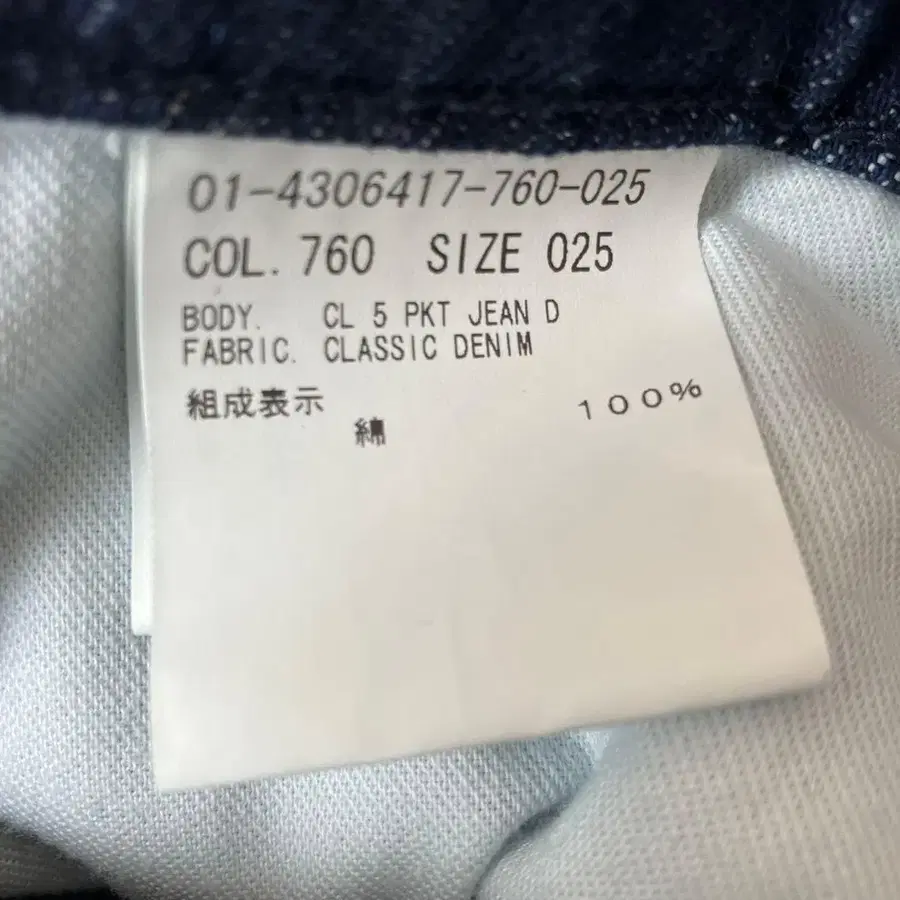 01-4306417-760-025
COL. 760 SIZE 025
BODY. CL 5 PKT JEAN D
FABRIC. CLASSIC DENIM
組成表示
綿 100%